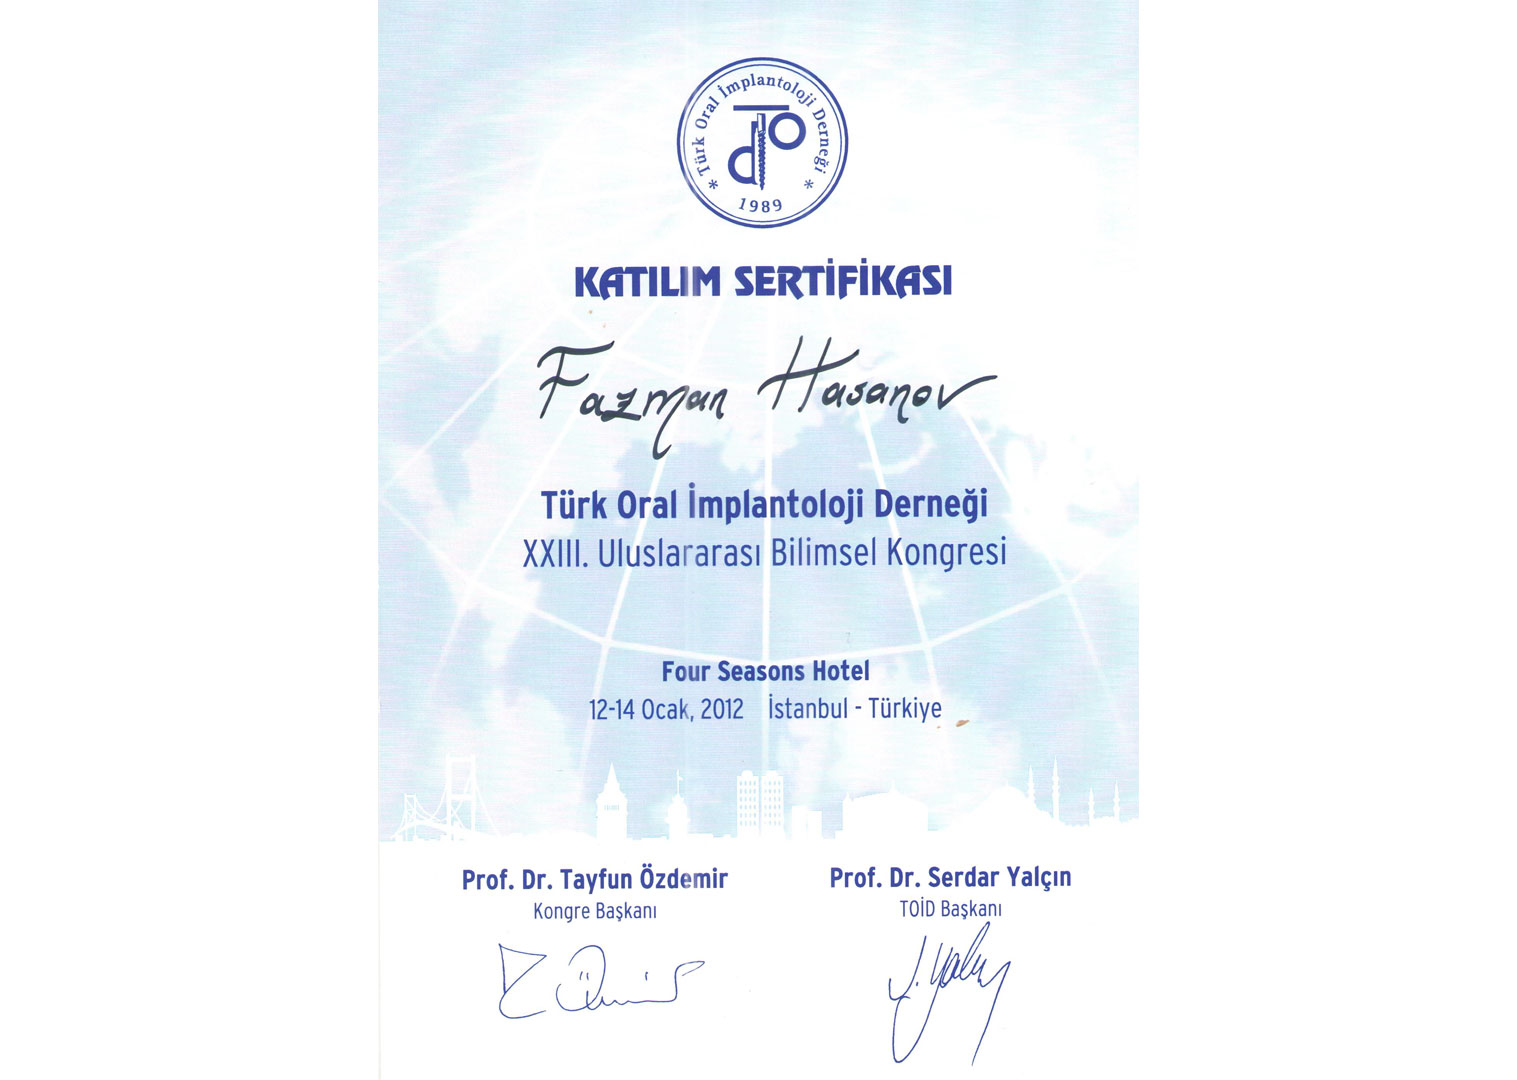 * Türk Oral İmplantoloji Derneği *
1989
KATILIM SERTİFİKASI
Fazman Hasanov
Türk Oral İmplantoloji Derneği
XXIII. Uluslararası Bilimsel Kongresi
Four Seasons Hotel
12-14 Ocak, 2012 İstanbul - Türkiye
Prof. Dr. Tayfun Özdemir
Kongre Başkanı
Prof. Dr. Serdar Yalçın
TOİD Başkanı